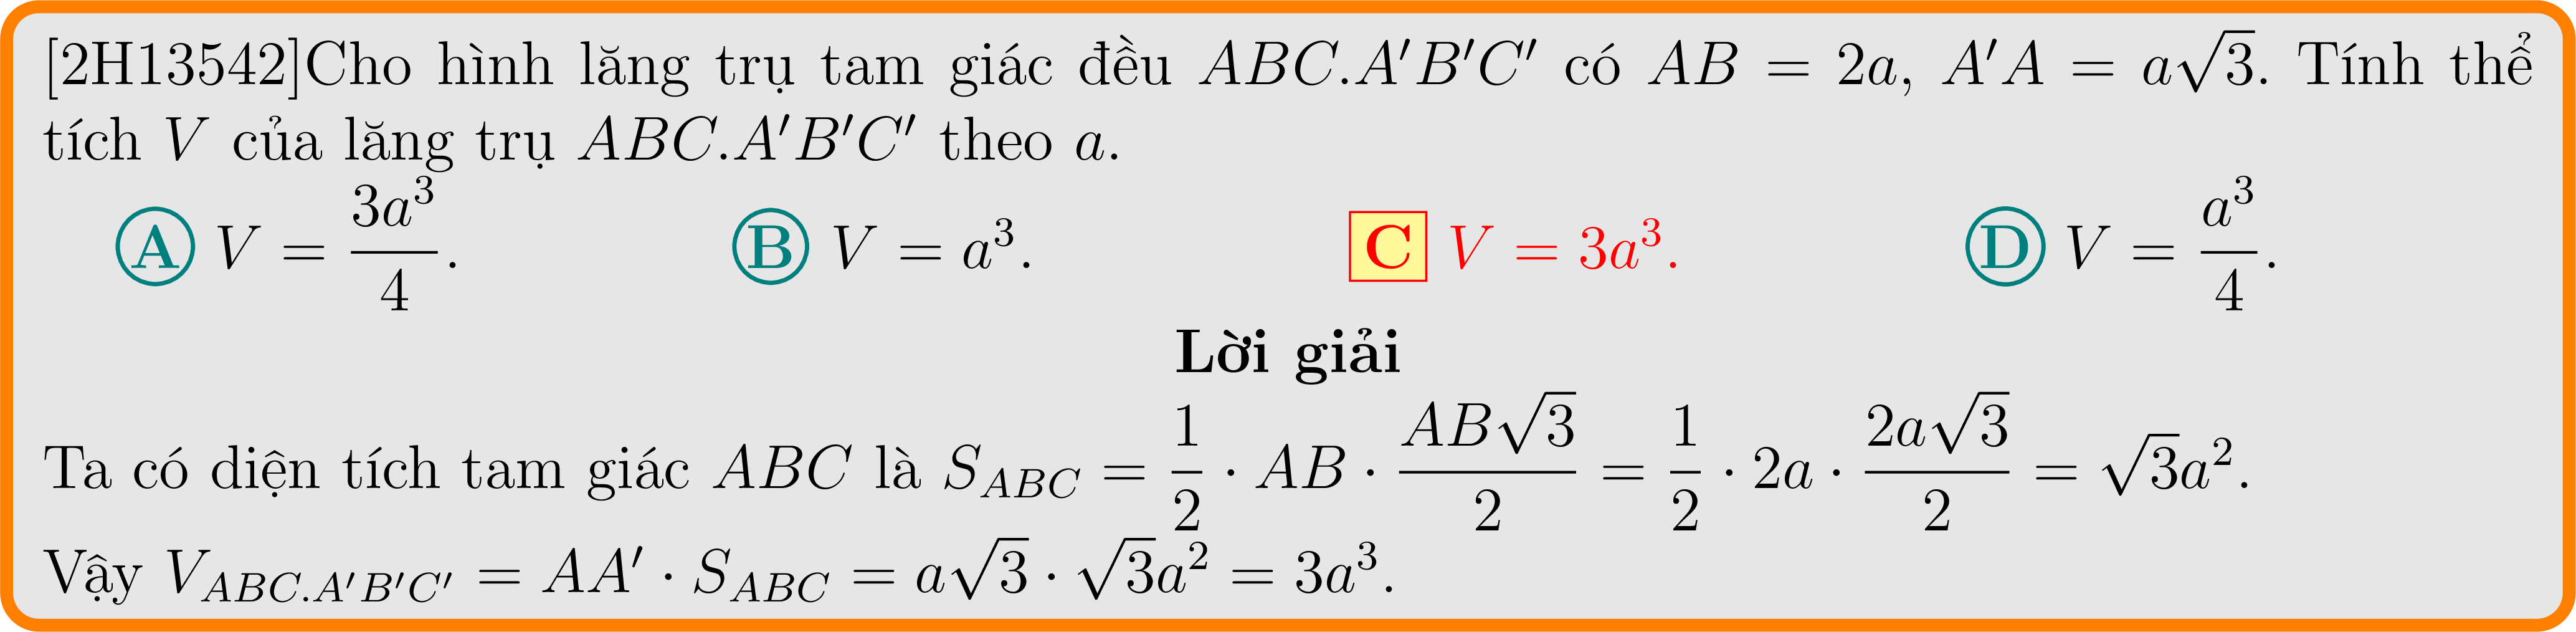 [2H13542]Cho hình lăng trụ tam giác đều $ABC.A'B'C'$ có $AB = 2a$, $A'A = a\sqrt{3}$. Tính thể
tích $V$ của lăng trụ $ABC.A'B'C'$ theo $a$.
A $V = \frac{3a^3}{4}$. B $V = a^3$. C $V = 3a^3$. D $V = \frac{a^3}{4}$.
Lời giải
Ta có diện tích tam giác $ABC$ là $S_{ABC} = \frac{1}{2} \cdot AB \cdot \frac{AB\sqrt{3}}{2} = \frac{1}{2} \cdot 2a \cdot \frac{2a\sqrt{3}}{2} = \sqrt{3}a^2$.
Vậy $V_{ABC.A'B'C'} = AA' \cdot S_{ABC} = a\sqrt{3} \cdot \sqrt{3}a^2 = 3a^3$.